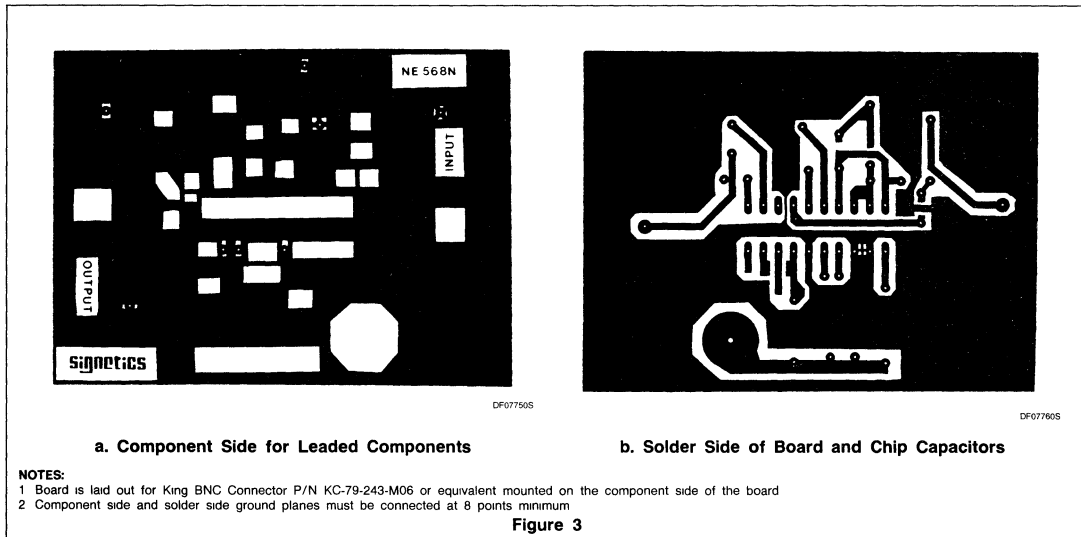 NE 568N
INPUT
OUTPUT
signetics
DF07750S
DF07760S
a. Component Side for Leaded Components
b. Solder Side of Board and Chip Capacitors
NOTES:
1 Board is laid out for King BNC Connector P/N KC-79-243-M06 or equivalent mounted on the component side of the board
2 Component side and solder side ground planes must be connected at 8 points minimum
Figure 3